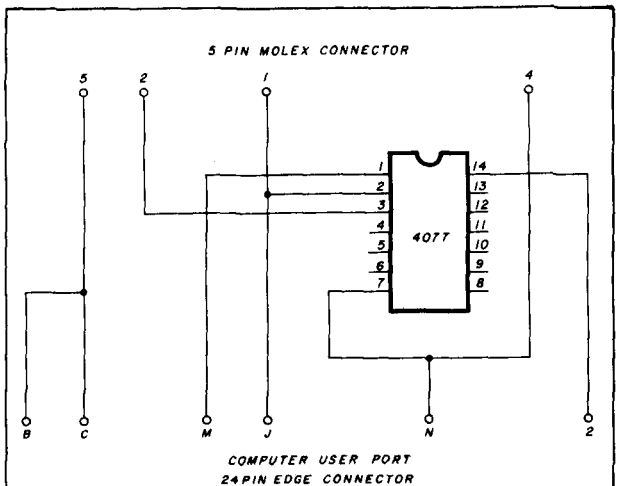 5 PIN MOLEX CONNECTOR
5 2 1 4
1 14
2 13
3 12
4 11
4077
5 10
6 9
7 8
B C M J N 2
COMPUTER USER PORT
24 PIN EDGE CONNECTOR